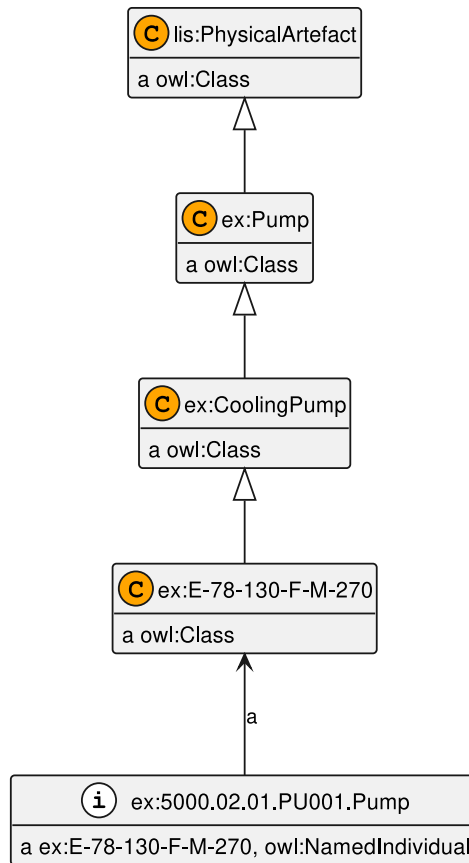 C lis:PhysicalArtefact
a owl:Class
C ex:Pump
a owl:Class
C ex:CoolingPump
a owl:Class
C ex:E-78-130-F-M-270
a owl:Class
a
i ex:5000.02.01.PU001.Pump
a ex:E-78-130-F-M-270, owl:NamedIndividual